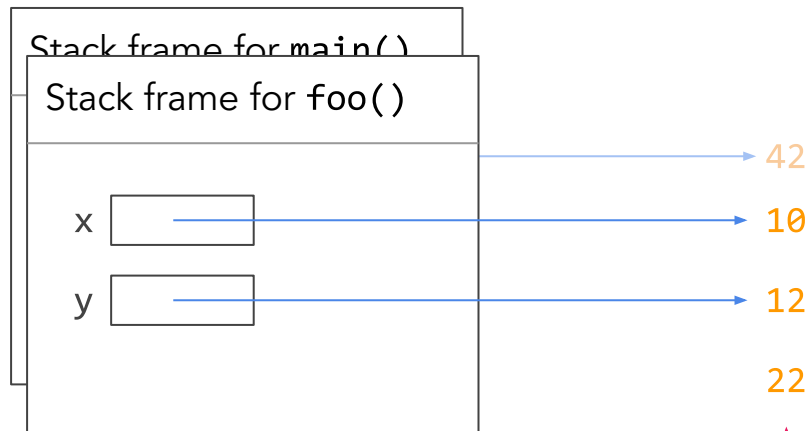 Stack frame for main()
Stack frame for foo()
42
x 10
y 12
22